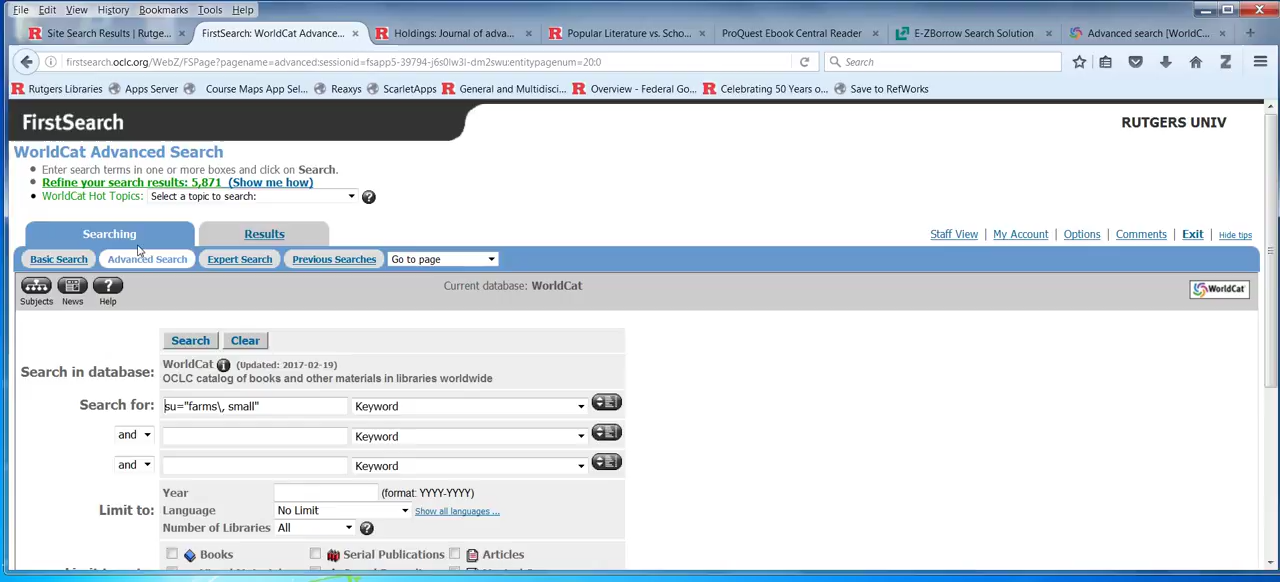 File Edit View History Bookmarks Tools Help
Site Search Results | Rutge... × FirstSearch: WorldCat Advance... × Holdings: Journal of adva... × Popular Literature vs. Scho... × ProQuest Ebook Central Reader × E-ZBorrow Search Solution × Advanced search [WorldC... × +
firstsearch.oclc.org/WebZ/FSPage?pagename=advanced:sessionid=fsapp5-39794-j6s0lw3l-dm2swu:entitypagenum=20:0 Search
Rutgers Libraries Apps Server Course Maps App Sel... Reaxys ScarletApps General and Multidisci... Overview - Federal Go... Celebrating 50 Years o... Save to RefWorks
FirstSearch RUTGERS UNIV
WorldCat Advanced Search
Enter search terms in one or more boxes and click on Search.
Refine your search results: 5,871 (Show me how)
WorldCat Hot Topics: Select a topic to search: ?
Searching Results Staff View | My Account | Options | Comments | Exit | Hide tips
Basic Search Advanced Search Expert Search Previous Searches Go to page
Subjects News Help Current database: WorldCat WorldCat
Search Clear
Search in database: WorldCat (Updated: 2017-02-19)
OCLC catalog of books and other materials in libraries worldwide
Search for: su="farms\, small" Keyword
and Keyword
and Keyword
Year (format: YYYY-YYYY)
Limit to: Language No Limit Show all languages ...
Number of Libraries All ?
Books Serial Publications Articles